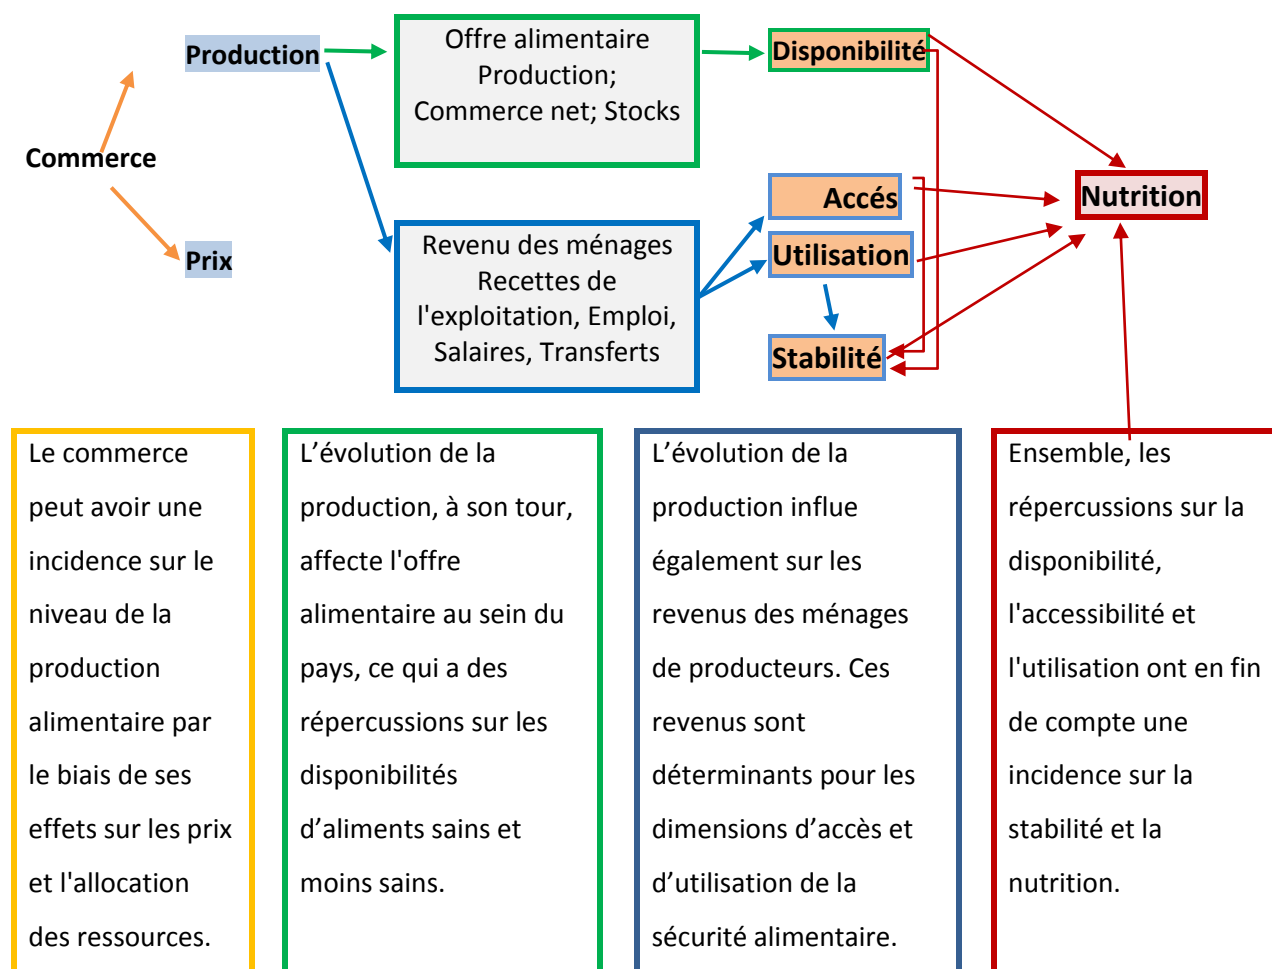 Production
Offre alimentaire
Production;
Commerce net; Stocks
Disponibilité
Commerce
Accés
Nutrition
Prix
Revenu des ménages
Recettes de
l'exploitation, Emploi,
Salaires, Transferts
Utilisation
Stabilité
Le commerce
peut avoir une
incidence sur le
niveau de la
production
alimentaire par
le biais de ses
effets sur les prix
et l'allocation
des ressources.
L’évolution de la
production, à son tour,
affecte l'offre
alimentaire au sein du
pays, ce qui a des
répercussions sur les
disponibilités
d’aliments sains et
moins sains.
L’évolution de la
production influe
également sur les
revenus des ménages
de producteurs. Ces
revenus sont
déterminants pour les
dimensions d’accès et
d’utilisation de la
sécurité alimentaire.
Ensemble, les
répercussions sur la
disponibilité,
l'accessibilité et
l'utilisation ont en fin
de compte une
incidence sur la
stabilité et la
nutrition.